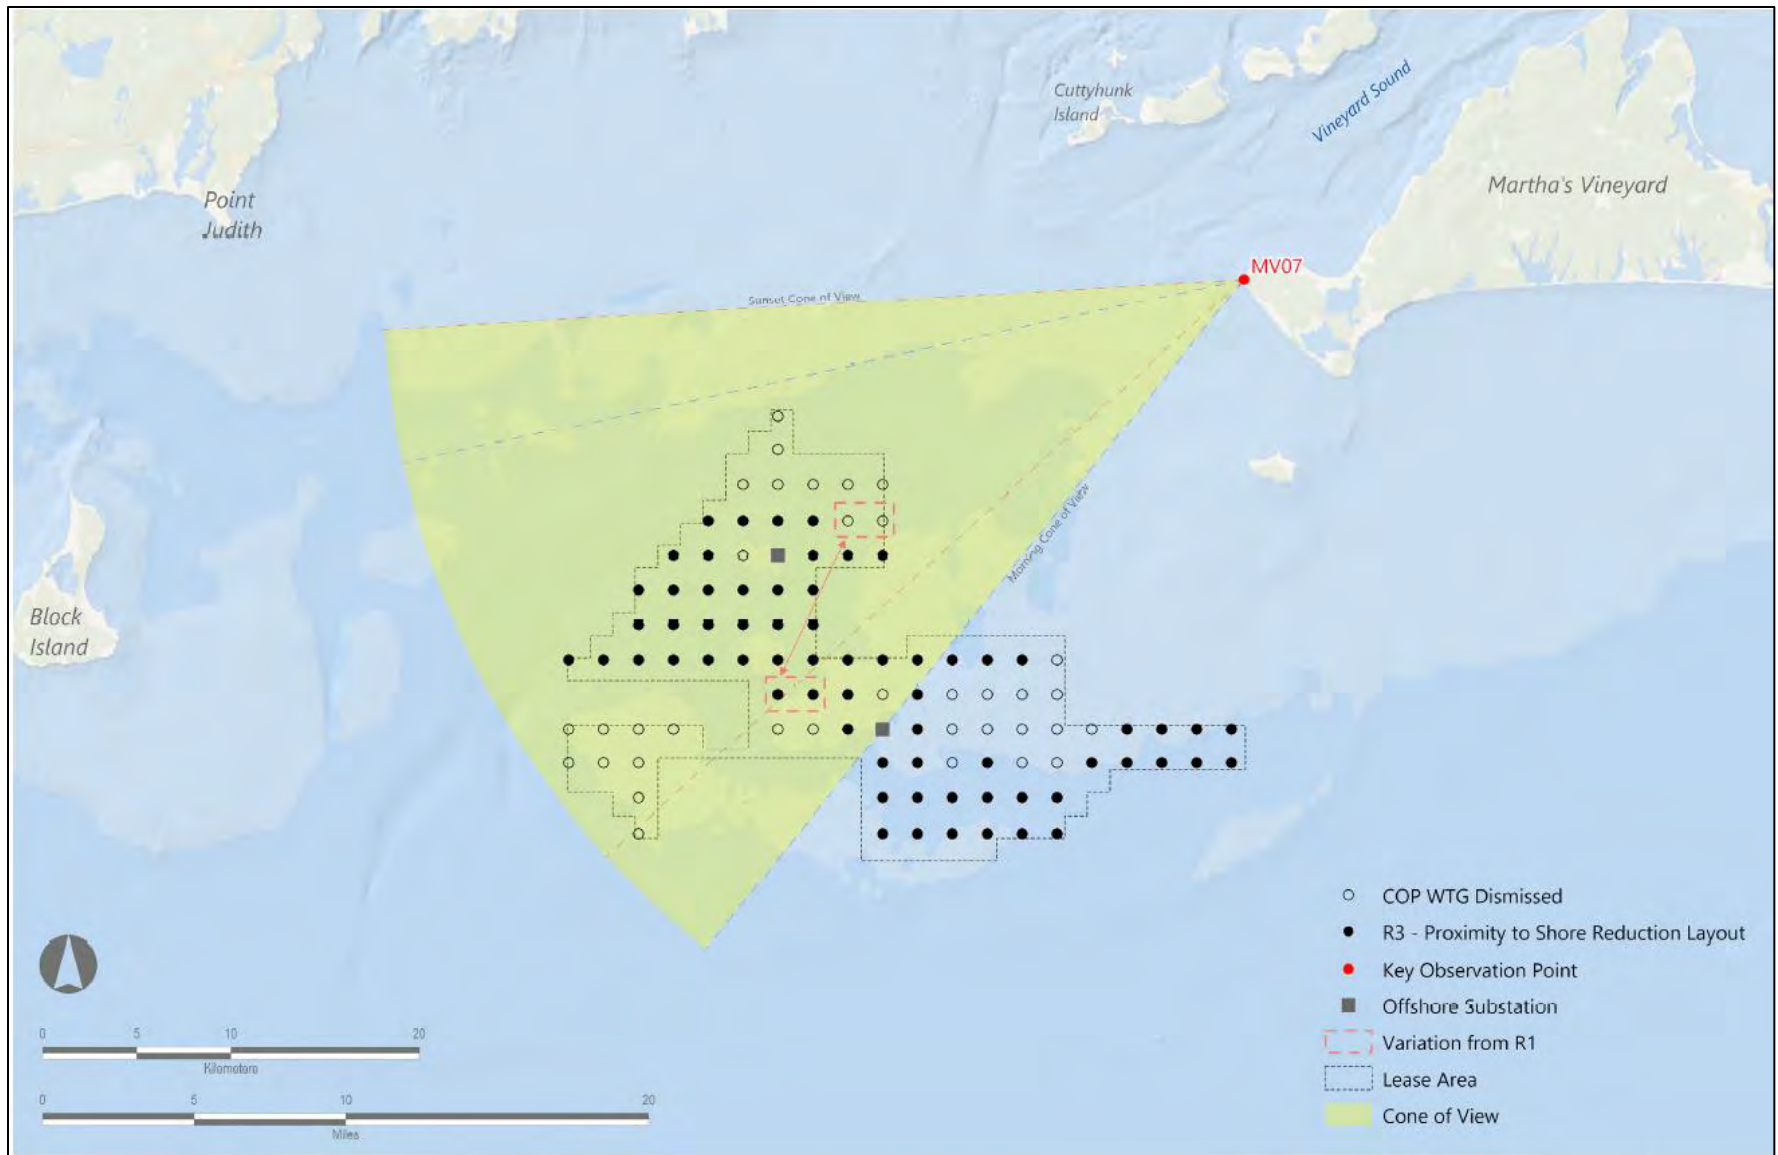 Cuttyhunk
Island
Vineyard Sound
Martha's Vineyard
Point
Judith
MV07
Sunset Cone of View
Morning Cone of View
Block
Island
COP WTG Dismissed
R3 - Proximity to Shore Reduction Layout
Key Observation Point
Offshore Substation
Variation from R1
Lease Area
Cone of View
0 5 10 20
Kilometers
0 5 10 20
Miles